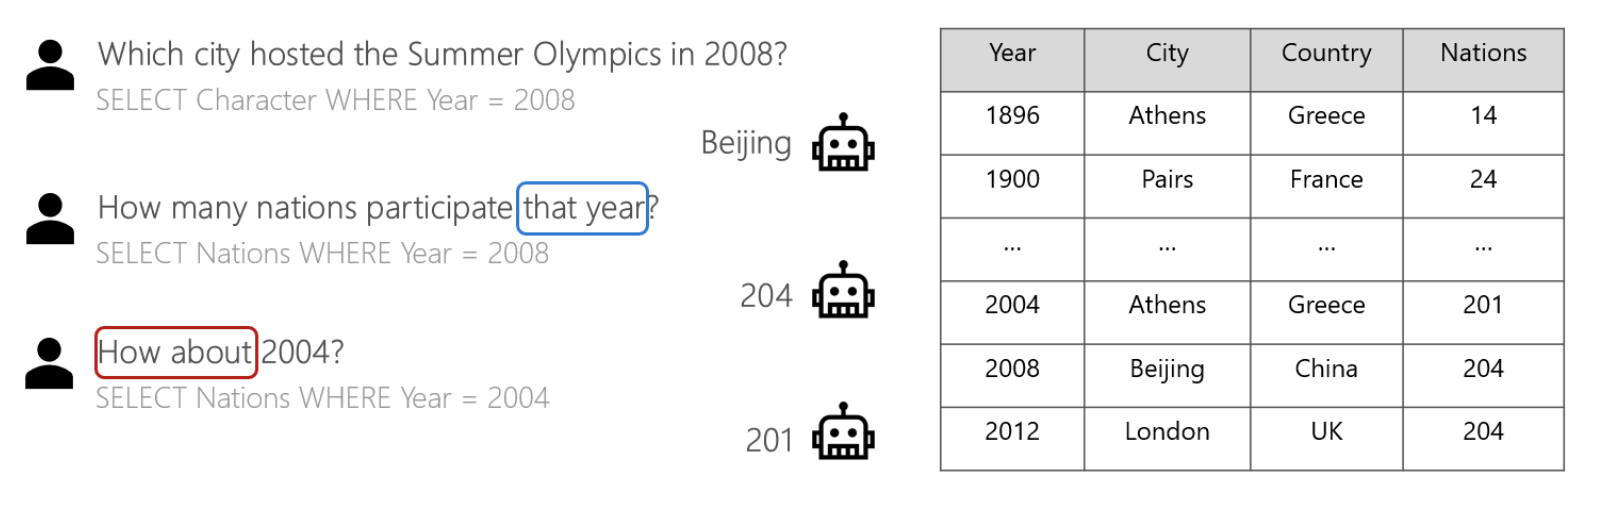 Which city hosted the Summer Olympics in 2008?
SELECT Character WHERE Year = 2008
Beijing
How many nations participate that year?
SELECT Nations WHERE Year = 2008
204
How about 2004?
SELECT Nations WHERE Year = 2004
201
Year City Country Nations
1896 Athens Greece 14
1900 Pairs France 24
... ... ... ...
2004 Athens Greece 201
2008 Beijing China 204
2012 London UK 204